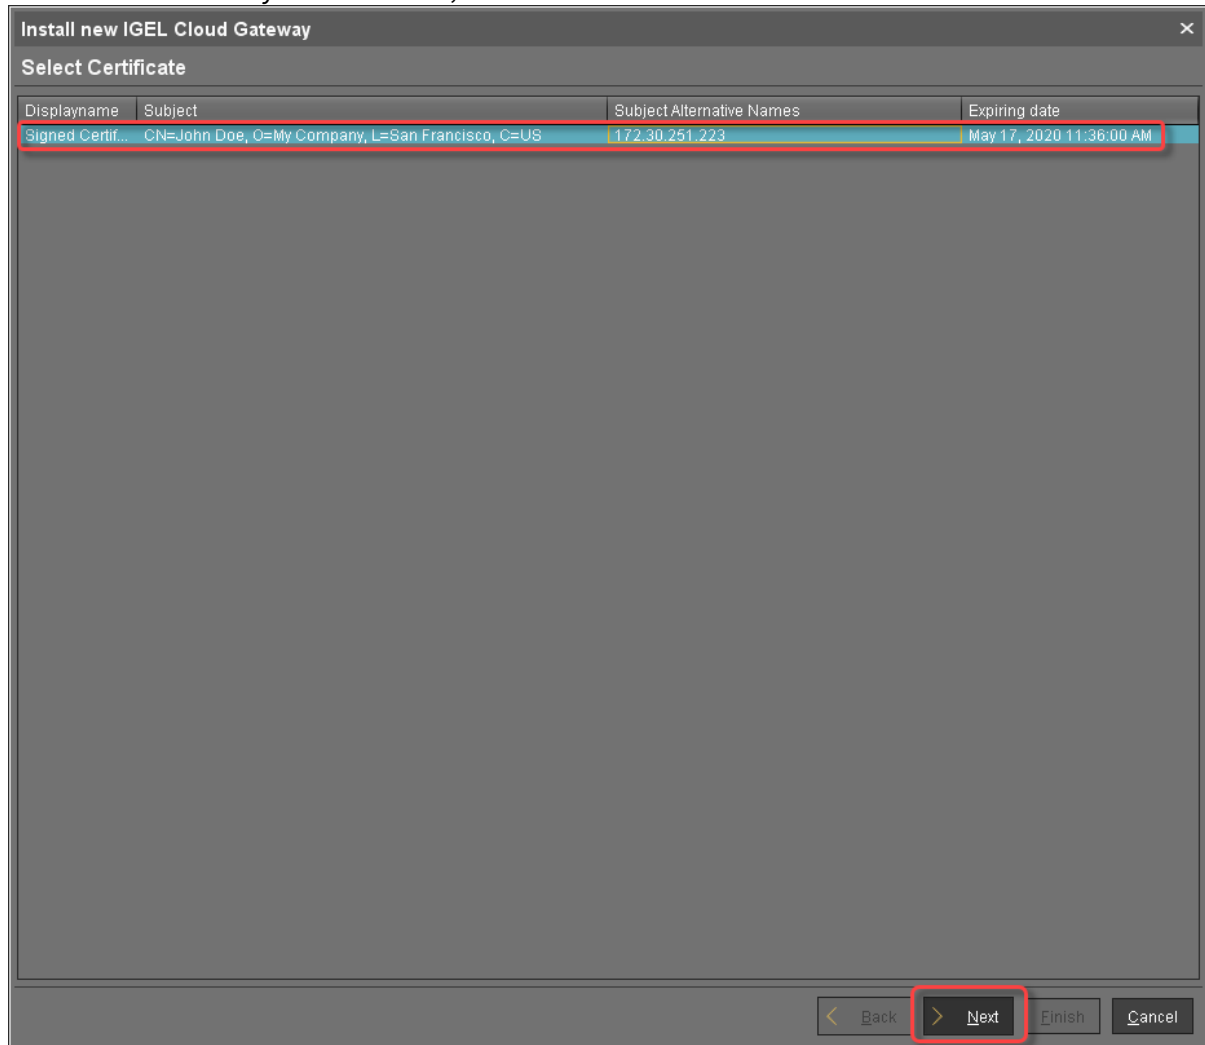 Install new IGEL Cloud Gateway
Select Certificate
Displayname Subject Subject Alternative Names Expiring date
Signed Certif... CN=John Doe, O=My Company, L=San Francisco, C=US 172.30.251.223 May 17, 2020 11:36:00 AM
Back Next Finish Cancel